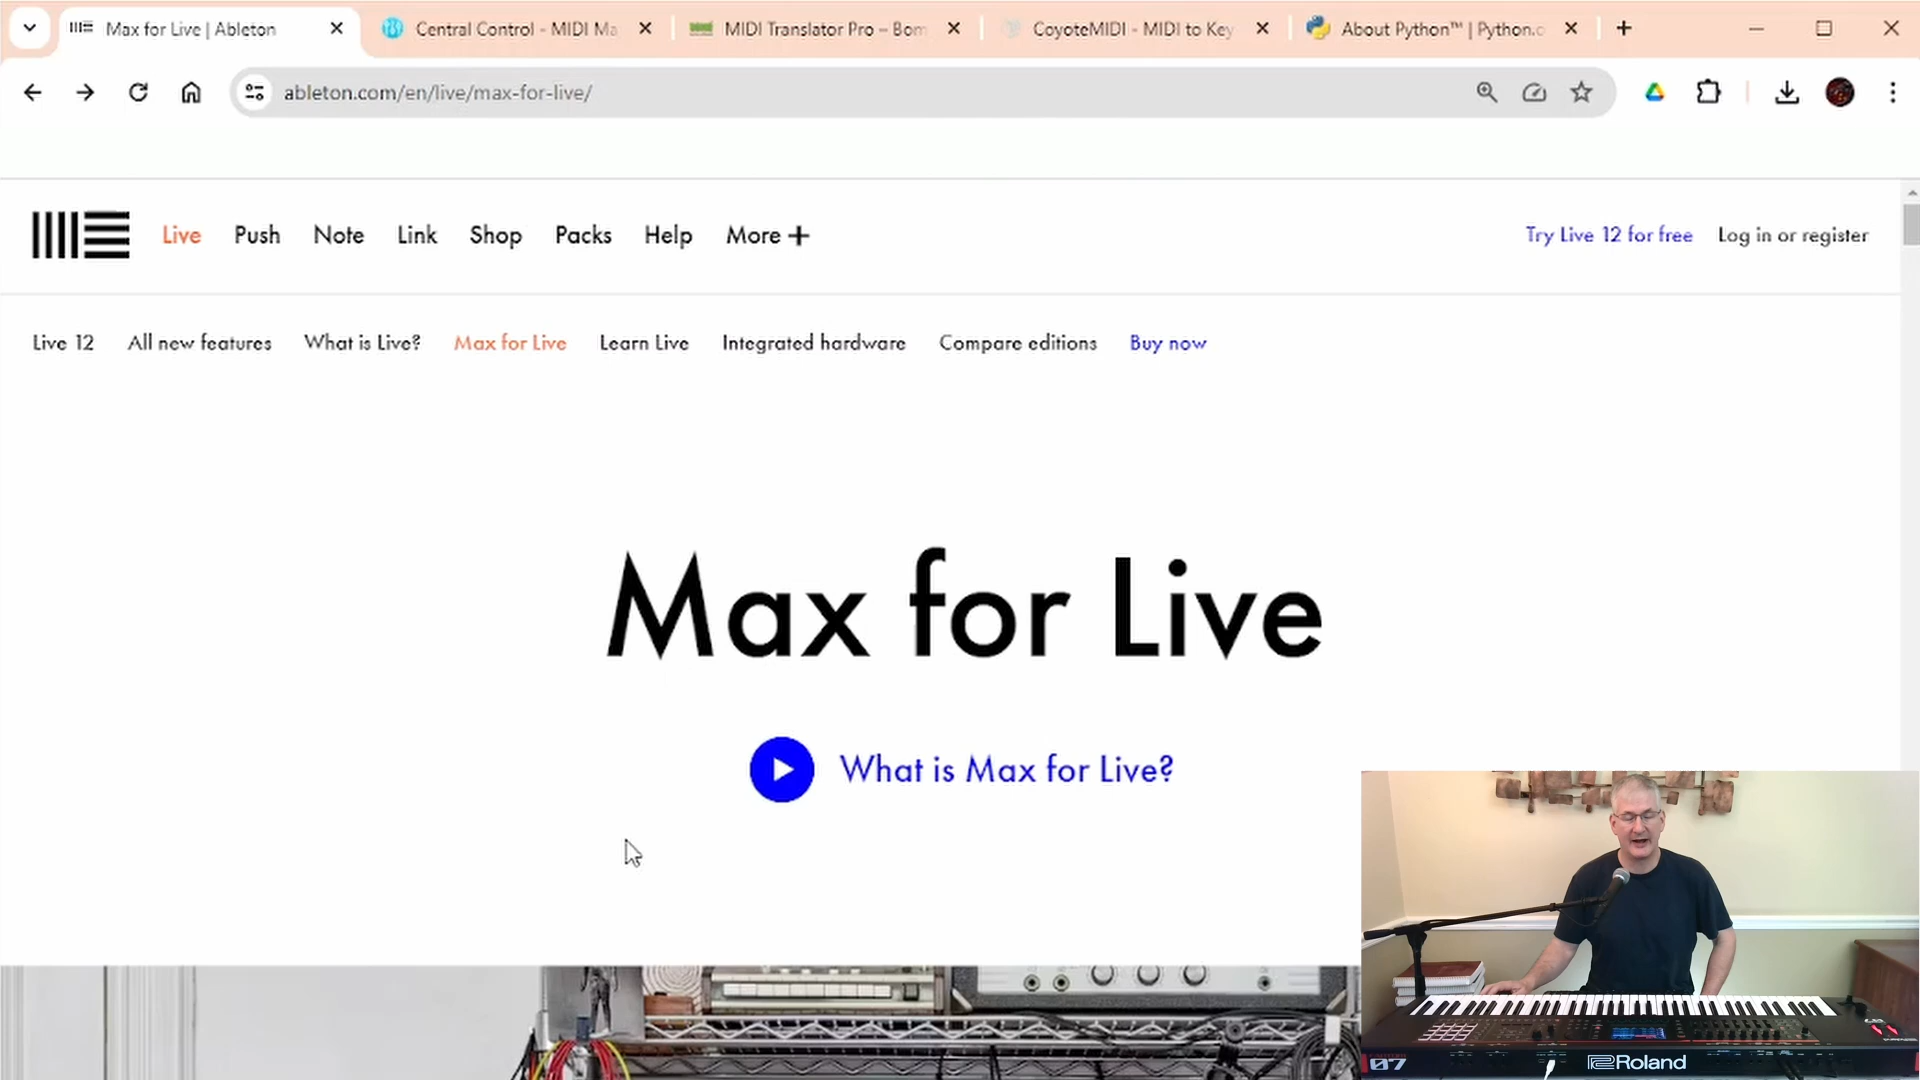 Max for Live | Ableton
Central Control - MIDI Ma
MIDI Translator Pro – Bom
CoyoteMIDI - MIDI to Key
About Python™ | Python.o
ableton.com/en/live/max-for-live/
Live Push Note Link Shop Packs Help More +
Try Live 12 for free Log in or register
Live 12 All new features What is Live? Max for Live Learn Live Integrated hardware Compare editions Buy now
Max for Live
What is Max for Live?
07
Roland